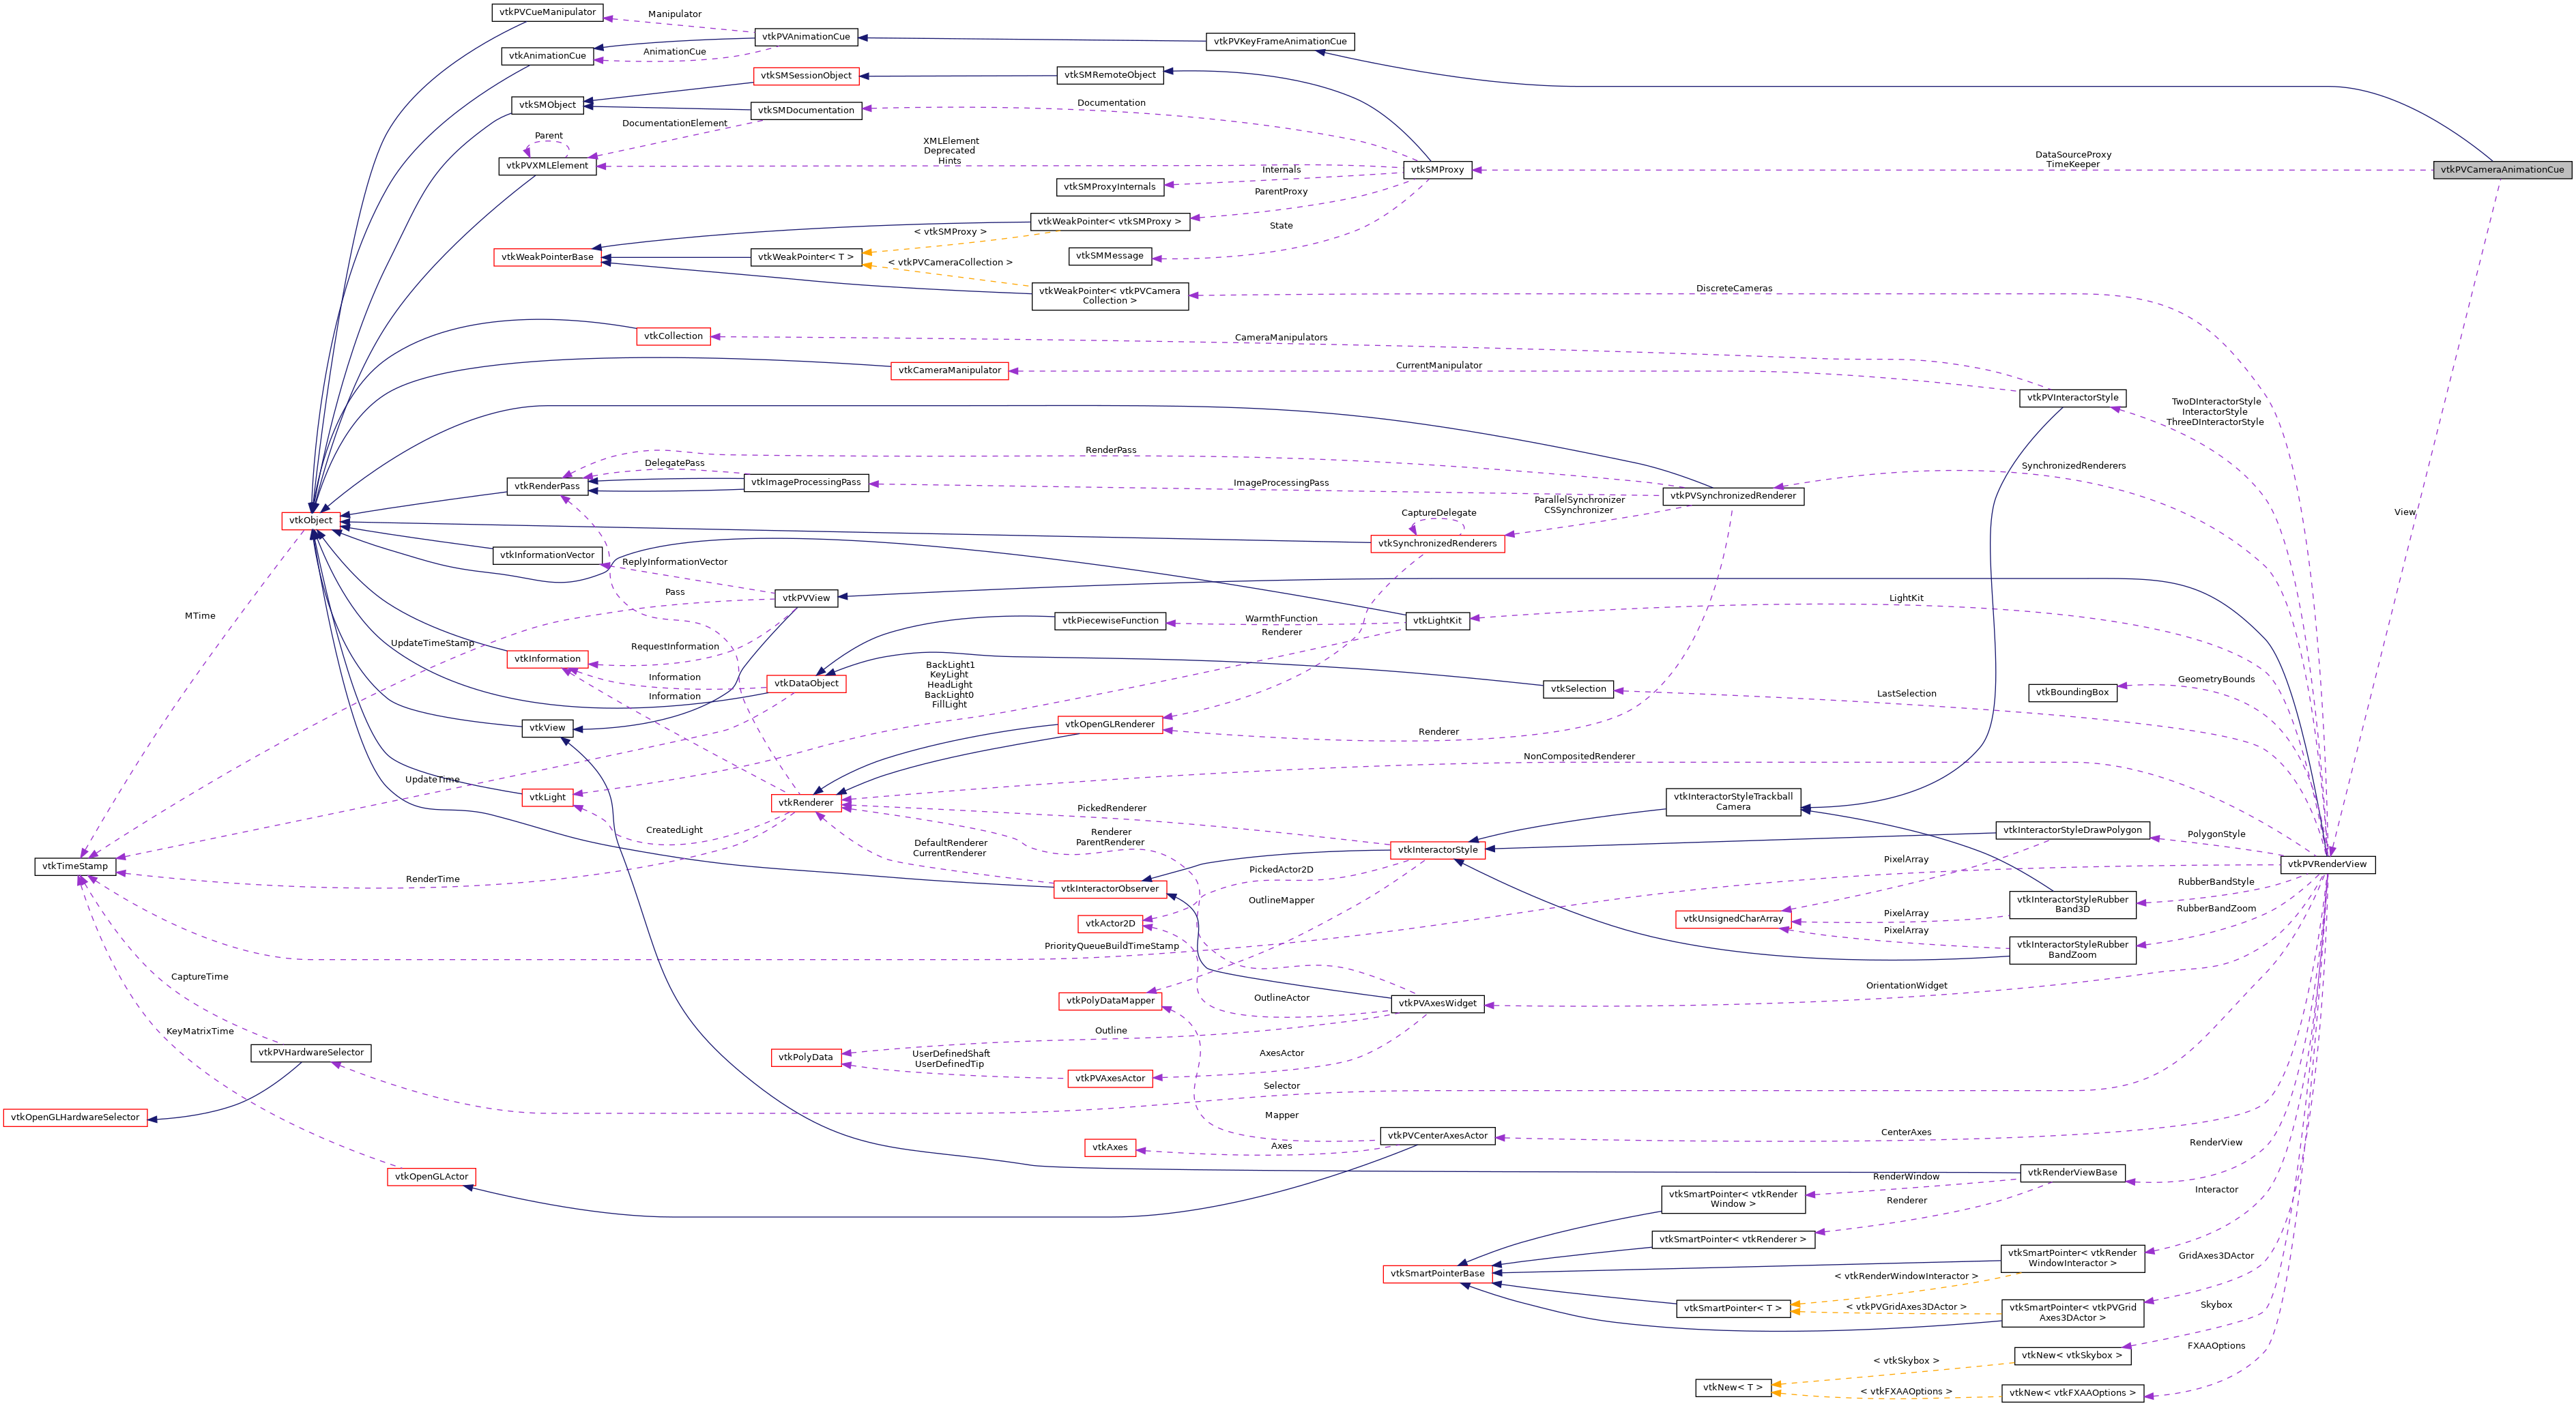 vtkPVCueManipulator
Manipulator
vtkPVAnimationCue
vtkPVKeyFrameAnimationCue
vtkAnimationCue
AnimationCue
vtkSMSessionObject
vtkSMRemoteObject
vtkSMObject
vtkSMDocumentation
Documentation
DocumentationElement
Parent
vtkPVXMLElement
XMLElement
Deprecated
Hints
vtkSMProxy
DataSourceProxy
TimeKeeper
vtkPVCameraAnimationCue
Internals
vtkSMProxyInternals
ParentProxy
vtkWeakPointer< vtkSMProxy >
State
< vtkSMProxy >
vtkWeakPointerBase
vtkWeakPointer< T >
vtkSMMessage
< vtkPVCameraCollection >
vtkWeakPointer< vtkPVCamera
Collection >
DiscreteCameras
vtkCollection
CameraManipulators
vtkCameraManipulator
CurrentManipulator
vtkPVInteractorStyle
TwoDInteractorStyle
InteractorStyle
ThreeDInteractorStyle
RenderPass
DelegatePass
SynchronizedRenderers
vtkRenderPass
vtkImageProcessingPass
ImageProcessingPass
vtkPVSynchronizedRenderer
ParallelSynchronizer
CSSynchronizer
View
vtkObject
CaptureDelegate
vtkSynchronizedRenderers
vtkInformationVector
ReplyInformationVector
Pass
vtkPVView
LightKit
MTime
vtkPiecewiseFunction
WarmthFunction
Renderer
vtkLightKit
UpdateTimeStamp
RequestInformation
vtkInformation
BackLight1
KeyLight
HeadLight
BackLight0
FillLight
Information
Information
vtkDataObject
vtkSelection
LastSelection
GeometryBounds
vtkBoundingBox
vtkView
vtkOpenGLRenderer
Renderer
NonCompositedRenderer
UpdateTime
vtkLight
vtkRenderer
PickedRenderer
vtkInteractorStyleTrackball
Camera
CreatedLight
Renderer
ParentRenderer
vtkInteractorStyleDrawPolygon
PolygonStyle
DefaultRenderer
CurrentRenderer
vtkInteractorStyle
PixelArray
vtkPVRenderView
vtkTimeStamp
RenderTime
vtkInteractorObserver
PickedActor2D
RubberBandStyle
OutlineMapper
vtkInteractorStyleRubber
Band3D
RubberBandZoom
vtkActor2D
vtkUnsignedCharArray
PixelArray
PixelArray
PriorityQueueBuildTimeStamp
vtkInteractorStyleRubber
BandZoom
CaptureTime
OrientationWidget
vtkPolyDataMapper
OutlineActor
vtkPVAxesWidget
KeyMatrixTime
Outline
vtkPVHardwareSelector
vtkPolyData
UserDefinedShaft
UserDefinedTip
AxesActor
vtkPVAxesActor
Selector
vtkOpenGLHardwareSelector
Mapper
vtkPVCenterAxesActor
CenterAxes
vtkAxes
Axes
RenderView
vtkOpenGLActor
vtkRenderViewBase
RenderWindow
Interactor
vtkSmartPointer< vtkRender
Window >
Renderer
vtkSmartPointer< vtkRenderer >
vtkSmartPointer< vtkRender
WindowInteractor >
GridAxes3DActor
vtkSmartPointerBase
< vtkRenderWindowInteractor >
vtkSmartPointer< T >
< vtkPVGridAxes3DActor >
vtkSmartPointer< vtkPVGrid
Axes3DActor >
Skybox
FXAAOptions
< vtkSkybox >
vtkNew< vtkSkybox >
vtkNew< T >
< vtkFXAAOptions >
vtkNew< vtkFXAAOptions >